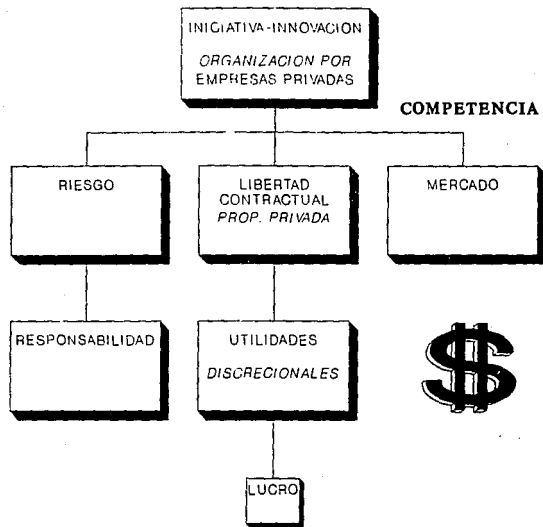 INICIATIVA-INNOVACION
ORGANIZACION POR
EMPRESAS PRIVADAS
COMPETENCIA
RIESGO
LIBERTAD
CONTRACTUAL
PROP. PRIVADA
MERCADO
RESPONSABILIDAD
UTILIDADES
DISCRECIONALES
$
LUCRO